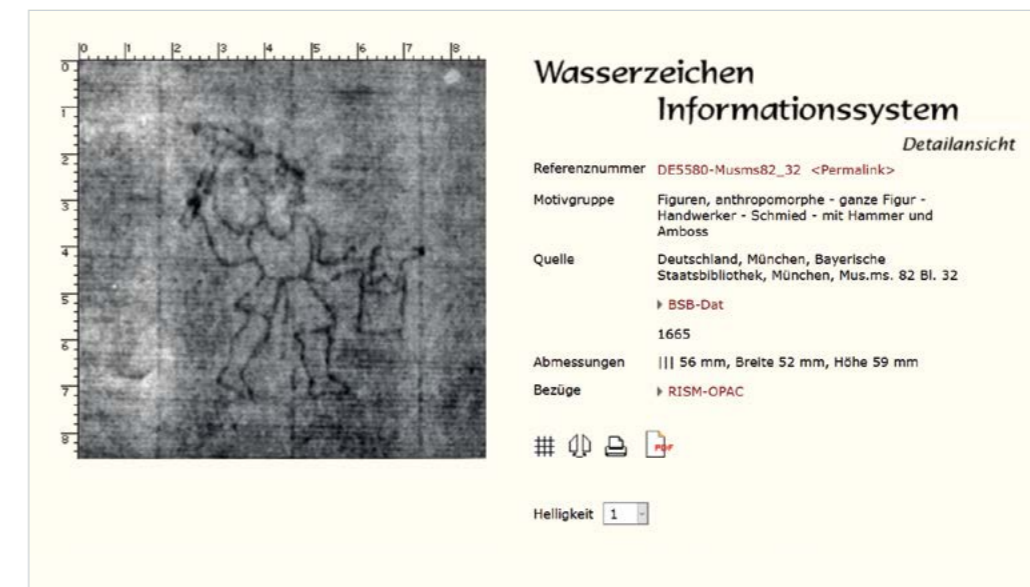 0 1 2 3 4 5 6 7 8
0
1
2
3
4
5
6
7
8
Wasserzeichen
Informationssystem
Detailansicht
Referenznummer DE5580-Musms82_32 <Permalink>
Motivgruppe Figuren, anthropomorphe - ganze Figur -
Handwerker - Schmied - mit Hammer und
Amboss
Quelle Deutschland, München, Bayerische
Staatsbibliothek, München, Mus.ms. 82 Bl. 32
BSB-Dat
1665
Abmessungen ||| 56 mm, Breite 52 mm, Höhe 59 mm
Bezüge RISM-OPAC
PDF
Helligkeit 1